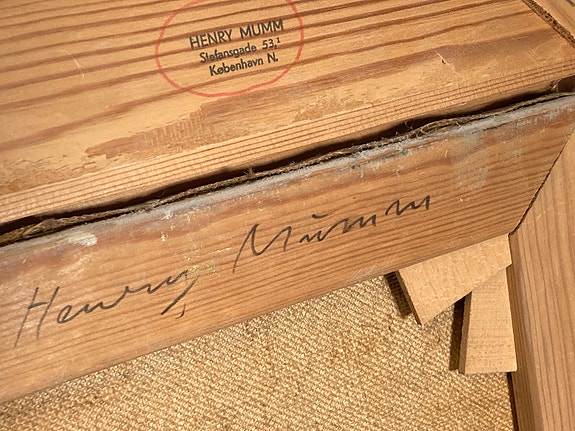 HENRY MUMM
Stefansgade 53,¹
København N.
Henry Mumm